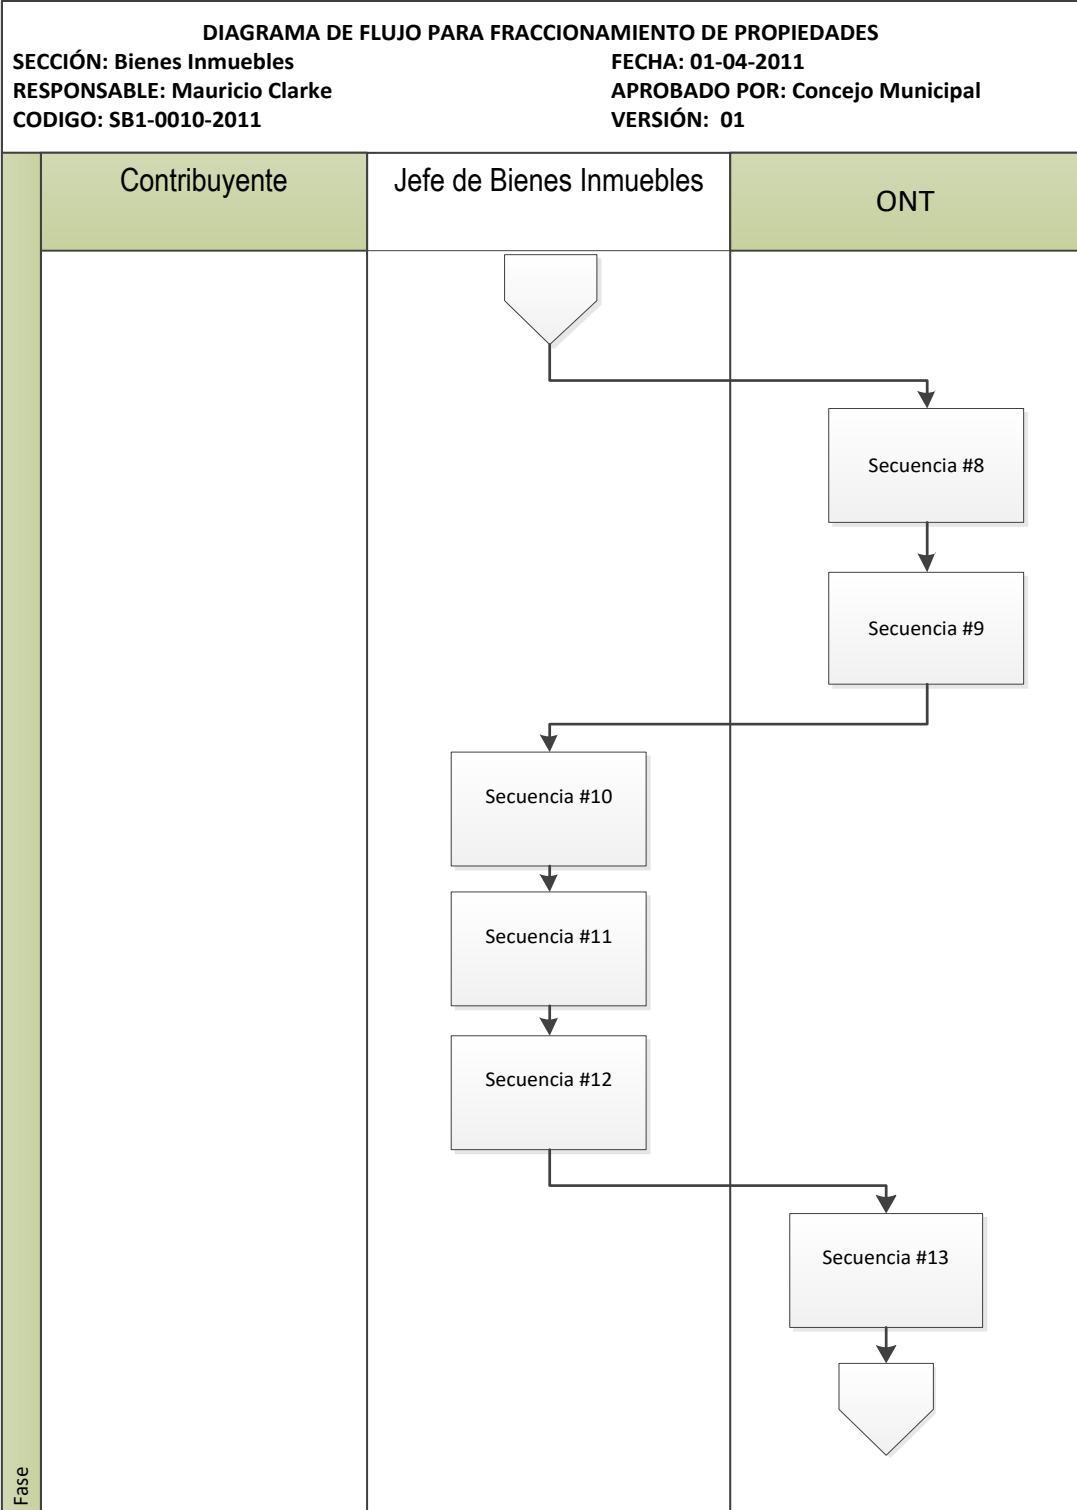 DIAGRAMA DE FLUJO PARA FRACCIONAMIENTO DE PROPIEDADES
SECCIÓN: Bienes Inmuebles FECHA: 01-04-2011
RESPONSABLE: Mauricio Clarke APROBADO POR: Concejo Municipal
CODIGO: SB1-0010-2011 VERSIÓN: 01
Contribuyente
Jefe de Bienes Inmuebles
ONT
Secuencia #8
Secuencia #9
Secuencia #10
Secuencia #11
Secuencia #12
Secuencia #13
Fase